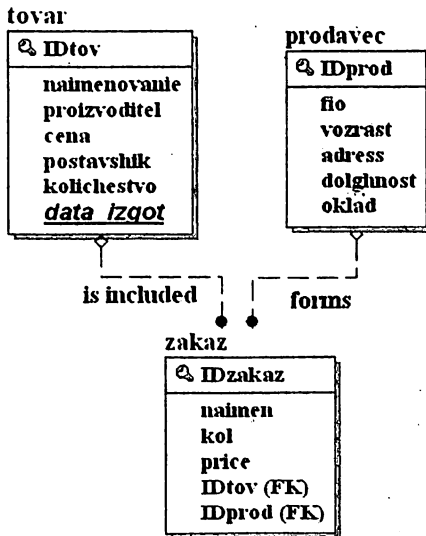 tovar
IDtov
naimenovanie
proizvoditel
cena
postavshik
kolichestvo
data_izgot
prodavec
IDprod
fio
vozrast
adress
dolghnost
oklad
is included
forms
zakaz
IDzakaz
naimen
kol
price
IDtov (FK)
IDprod (FK)